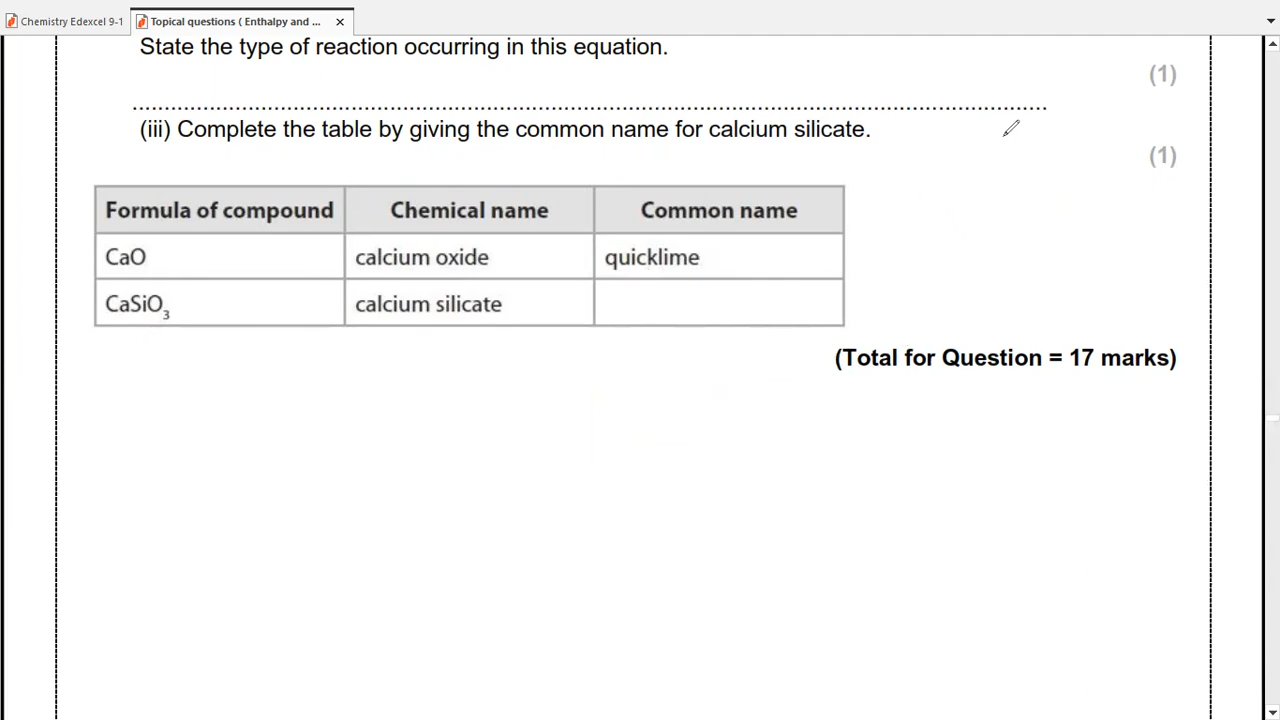 Chemistry Edexcel 9-1 Topical questions ( Enthalpy and ...
State the type of reaction occurring in this equation.
(1)
(iii) Complete the table by giving the common name for calcium silicate.
(1)
Formula of compound Chemical name Common name
CaO calcium oxide quicklime
CaSiO₃ calcium silicate
(Total for Question = 17 marks)